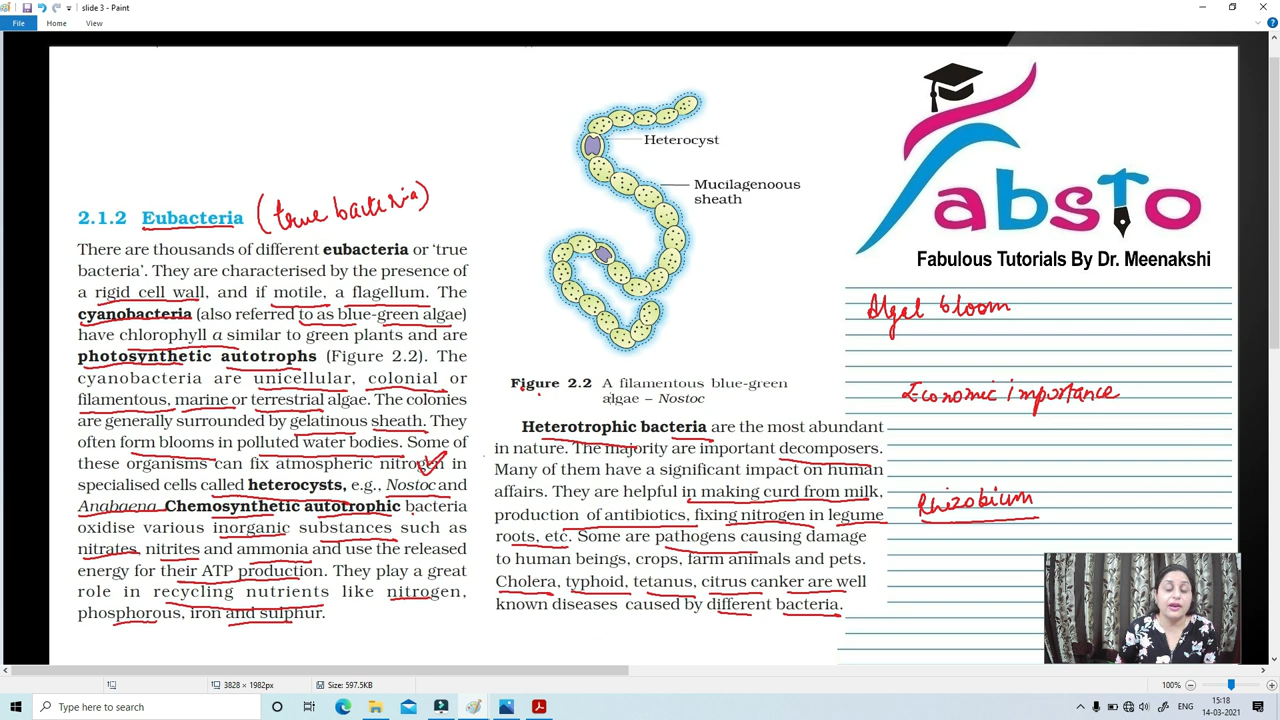 slide 3 - Paint
File Home View
Heterocyst
Mucilagenoous
sheath
2.1.2 Eubacteria (true bacteria)
There are thousands of different eubacteria or 'true
bacteria'. They are characterised by the presence of
a rigid cell wall, and if motile, a flagellum. The
cyanobacteria (also referred to as blue-green algae)
have chlorophyll a similar to green plants and are
photosynthetic autotrophs (Figure 2.2). The
cyanobacteria are unicellular, colonial or
filamentous, marine or terrestrial algae. The colonies
are generally surrounded by gelatinous sheath. They
often form blooms in polluted water bodies. Some of
these organisms can fix atmospheric nitrogen in
specialised cells called heterocysts, e.g., Nostoc and
Anabaena. Chemosynthetic autotrophic bacteria
oxidise various inorganic substances such as
nitrates, nitrites and ammonia and use the released
energy for their ATP production. They play a great
role in recycling nutrients like nitrogen,
phosphorous, iron and sulphur.
Figure 2.2 A filamentous blue-green
algae – Nostoc
Heterotrophic bacteria are the most abundant
in nature. The majority are important decomposers.
Many of them have a significant impact on human
affairs. They are helpful in making curd from milk,
production of antibiotics, fixing nitrogen in legume
roots, etc. Some are pathogens causing damage
to human beings, crops, farm animals and pets.
Cholera, typhoid, tetanus, citrus canker are well
known diseases caused by different bacteria.
Fabsto
Fabulous Tutorials By Dr. Meenakshi
Algal bloom
Economic importance
Rhizobium
3828 × 1982px Size: 597.5KB 100%
Type here to search
ENG
15:18
14-03-2021